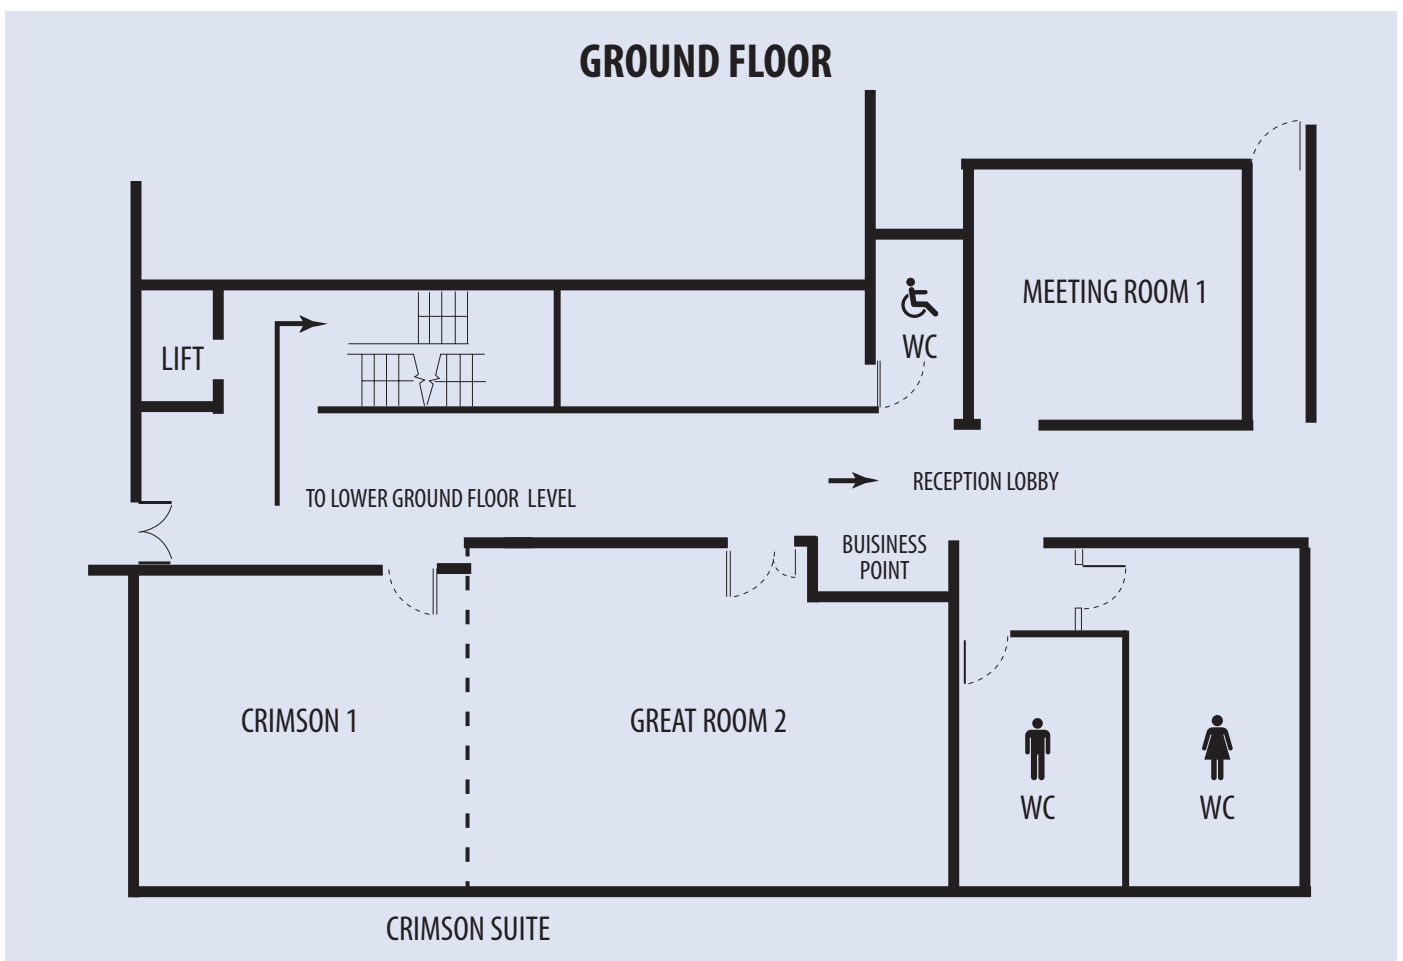 GROUND FLOOR
MEETING ROOM 1
WC
LIFT
RECEPTION LOBBY
TO LOWER GROUND FLOOR LEVEL
BUISINESS
POINT
CRIMSON 1
GREAT ROOM 2
WC
WC
CRIMSON SUITE